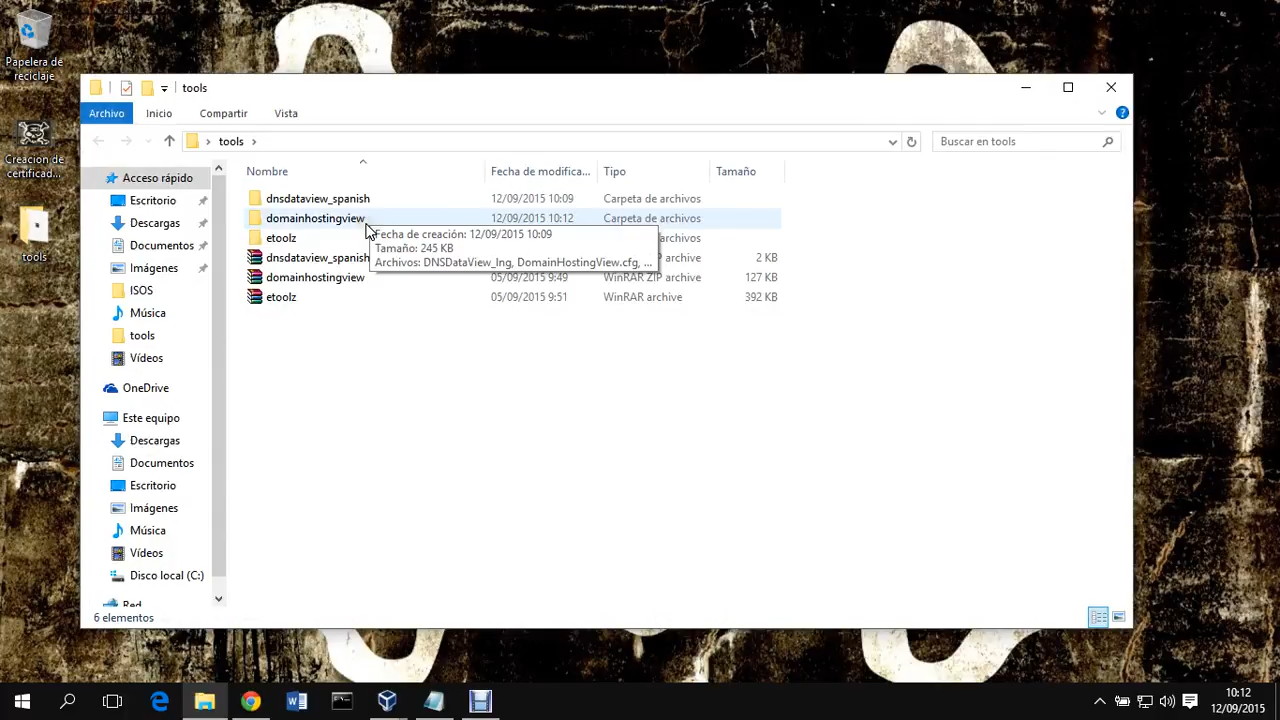 Papelera de
reciclaje
Creacion de
certificad...
tools
tools
Archivo Inicio Compartir Vista
tools
Buscar en tools
Nombre Fecha de modifica... Tipo Tamaño
dnsdataview_spanish 12/09/2015 10:09 Carpeta de archivos
domainhostingview 12/09/2015 10:12 Carpeta de archivos
etoolz archivos
dnsdataview_spanish archive 2 KB
domainhostingview 05/09/2015 9:49 WinRAR ZIP archive 127 KB
etoolz 05/09/2015 9:51 WinRAR archive 392 KB
Fecha de creación: 12/09/2015 10:09
Tamaño: 245 KB
Archivos: DNSDataView_lng, DomainHostingView.cfg, ...
Acceso rápido
Escritorio
Descargas
Documentos
Imágenes
ISOS
Música
tools
Vídeos
OneDrive
Este equipo
Descargas
Documentos
Escritorio
Imágenes
Música
Vídeos
Disco local (C:)
Red
6 elementos
10:12
12/09/2015